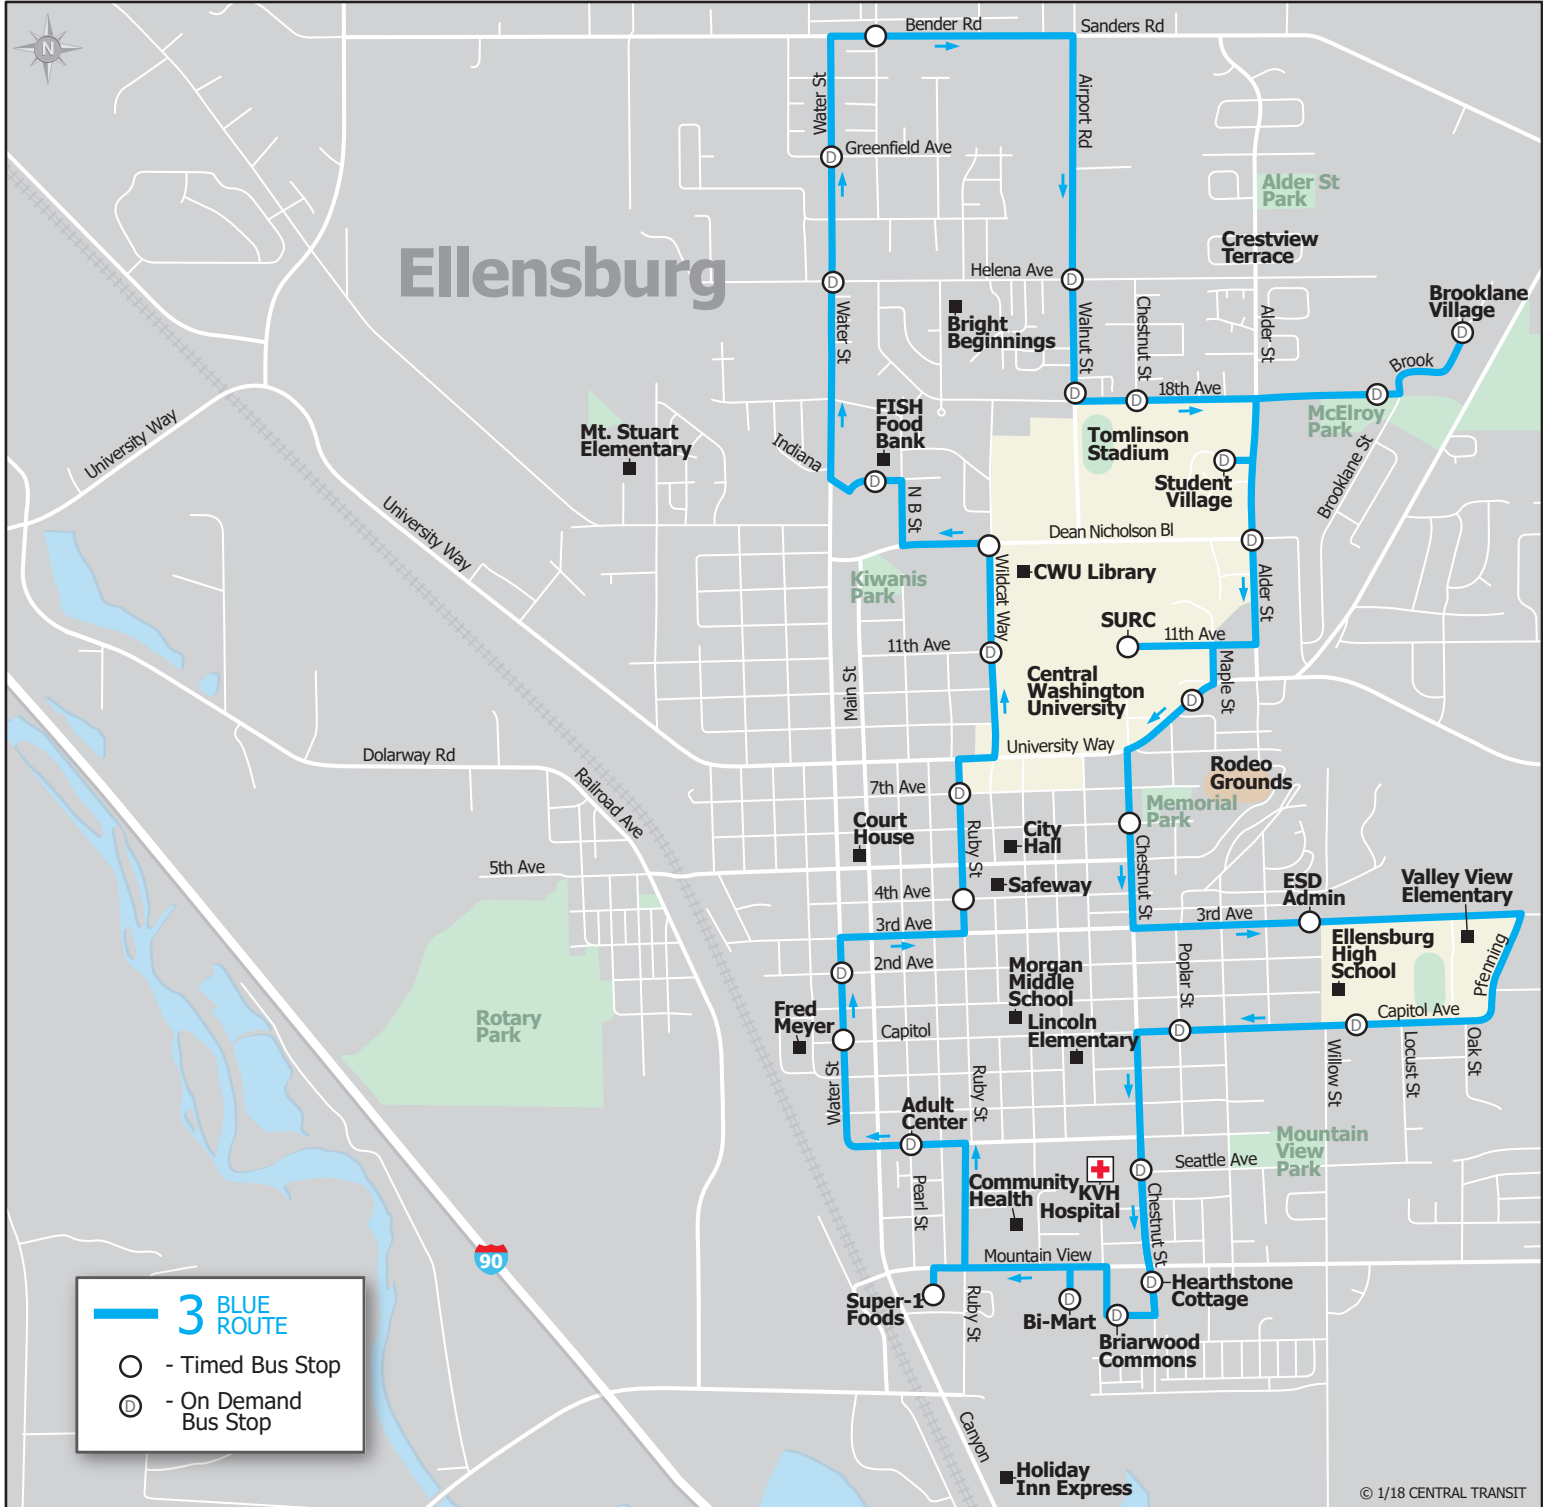 N
Bender Rd
Sanders Rd
Water St
Airport Rd
Greenfield Ave
Alder St
Park
Crestview
Terrace
Ellensburg
Helena Ave
Brooklane
Village
D
D
D
D
Bright
Beginnings
Water St
Walnut St
Chestnut St
Alder St
Brook
18th Ave
D
D
D
McElroy
Park
FISH
Food
Bank
Mt. Stuart
Elementary
Indiana
University Way
Tomlinson
Stadium
Student
Village
D
D
Brooklane St
N B St
University Way
Dean Nicholson Bl
D
Kiwanis
Park
Wildcat Way
CWU Library
Alder St
SURC
11th Ave
11th Ave
D
Maple St
Central
Washington
University
D
Main St
University Way
Dolarway Rd
Railroad Ave
Rodeo
Grounds
7th Ave
D
Memorial
Park
Court
House
Ruby St
City
Hall
5th Ave
Safeway
4th Ave
Chestnut St
ESD
Admin
Valley View
Elementary
3rd Ave
3rd Ave
2nd Ave
D
Ellensburg
High
School
Pfenning
Poplar St
Morgan
Middle
School
Fred
Meyer
Capitol
Rotary
Park
Lincoln
Elementary
D
D
Capitol Ave
Willow St
Locust St
Oak St
Water St
Ruby St
Adult
Center
D
Mountain
View
Park
Seattle Ave
D
Pearl St
Community
Health
KVH
Hospital
Chestnut St
Mountain View
90
D
Hearthstone
Cottage
Super-1
Foods
Ruby St
D
Bi-Mart
D
Briarwood
Commons
3 BLUE
ROUTE
- Timed Bus Stop
D - On Demand
Bus Stop
Canyon
Holiday
Inn Express
© 1/18 CENTRAL TRANSIT